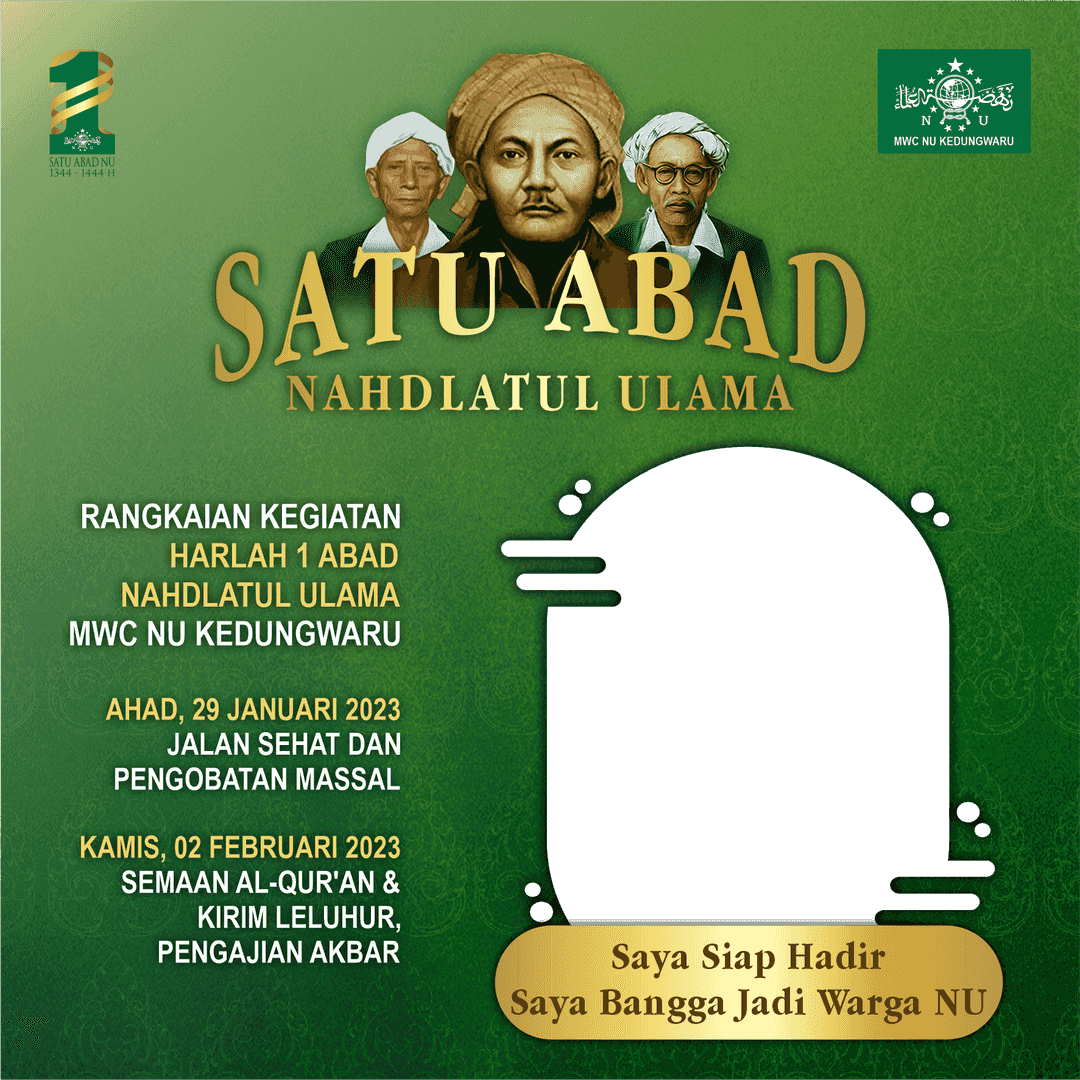 SATU ABAD NU
1344 - 1444 H
نهضة العلماء
N U
MWC NU KEDUNGWARU
SATU ABAD
NAHDLATUL ULAMA
RANGKAIAN KEGIATAN
HARLAH 1 ABAD
NAHDLATUL ULAMA
MWC NU KEDUNGWARU
AHAD, 29 JANUARI 2023
JALAN SEHAT DAN
PENGOBATAN MASSAL
KAMIS, 02 FEBRUARI 2023
SEMAAN AL-QUR'AN &
KIRIM LELUHUR,
PENGAJIAN AKBAR
Saya Siap Hadir
Saya Bangga Jadi Warga NU